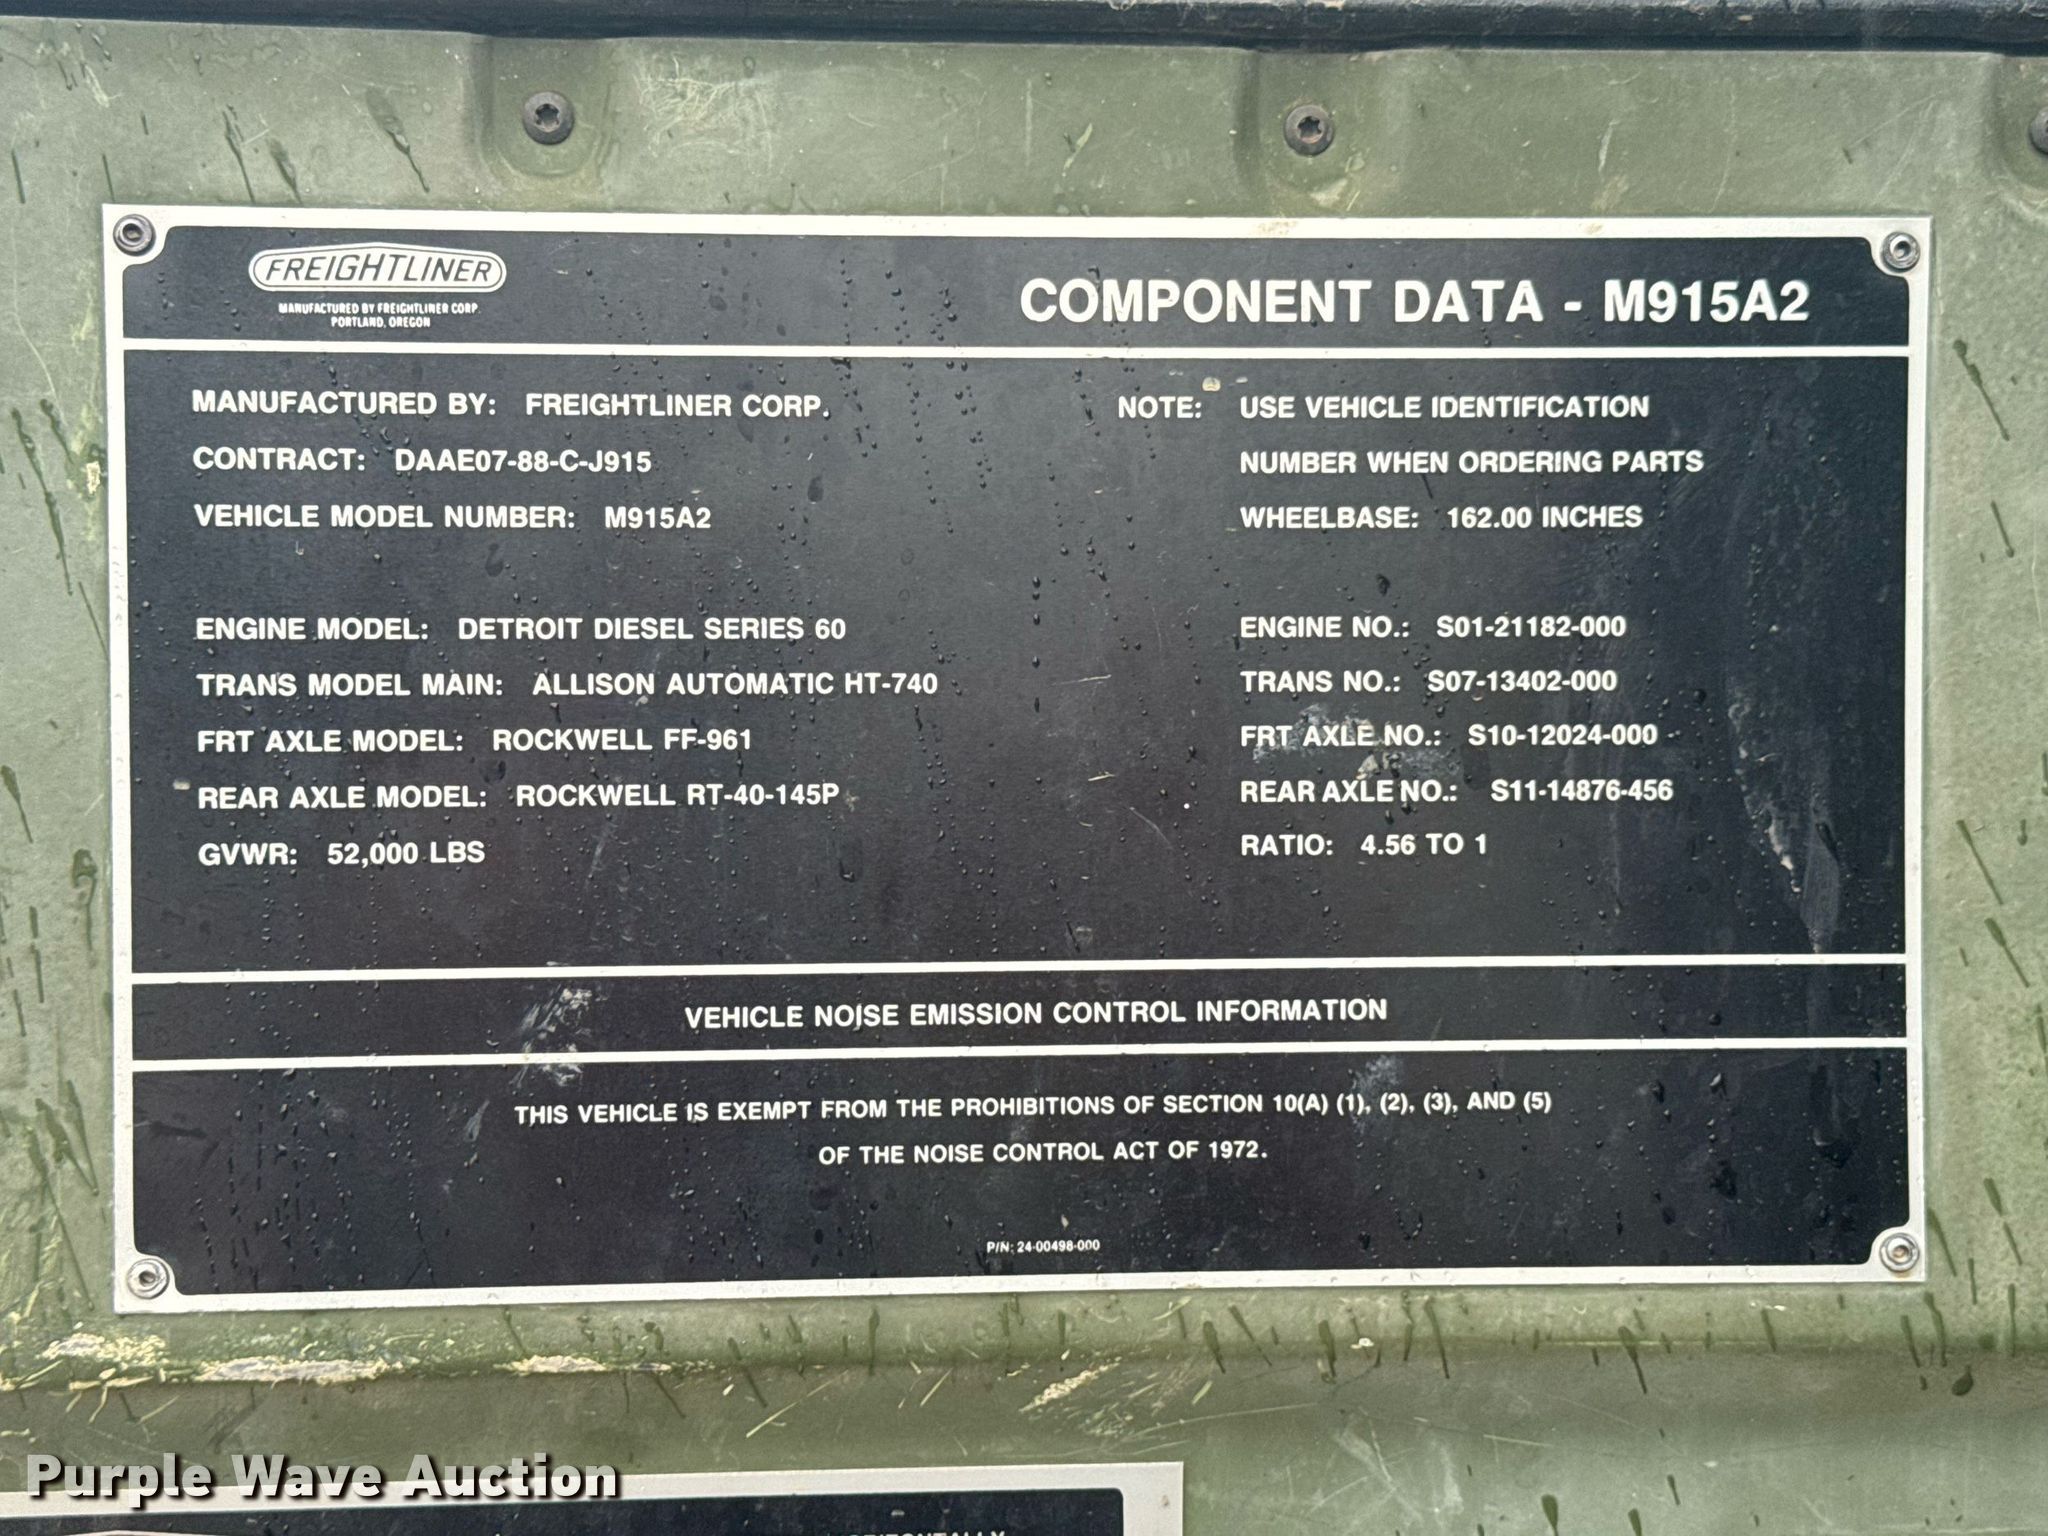 FREIGHTLINER
MANUFACTURED BY FREIGHTLINER CORP.
PORTLAND, OREGON
COMPONENT DATA - M915A2
MANUFACTURED BY: FREIGHTLINER CORP.
CONTRACT: DAAE07-88-C-J915
VEHICLE MODEL NUMBER: M915A2
NOTE: USE VEHICLE IDENTIFICATION
NUMBER WHEN ORDERING PARTS
WHEELBASE: 162.00 INCHES
ENGINE MODEL: DETROIT DIESEL SERIES 60
TRANS MODEL MAIN: ALLISON AUTOMATIC HT-740
FRT AXLE MODEL: ROCKWELL FF-961
REAR AXLE MODEL: ROCKWELL RT-40-145P
GVWR: 52,000 LBS
ENGINE NO.: S01-21182-000
TRANS NO.: S07-13402-000
FRT AXLE NO.: S10-12024-000
REAR AXLE NO.: S11-14876-456
RATIO: 4.56 TO 1
VEHICLE NOISE EMISSION CONTROL INFORMATION
THIS VEHICLE IS EXEMPT FROM THE PROHIBITIONS OF SECTION 10(A) (1), (2), (3), AND (5)
OF THE NOISE CONTROL ACT OF 1972.
P/N: 24-00498-000
Purple Wave Auction